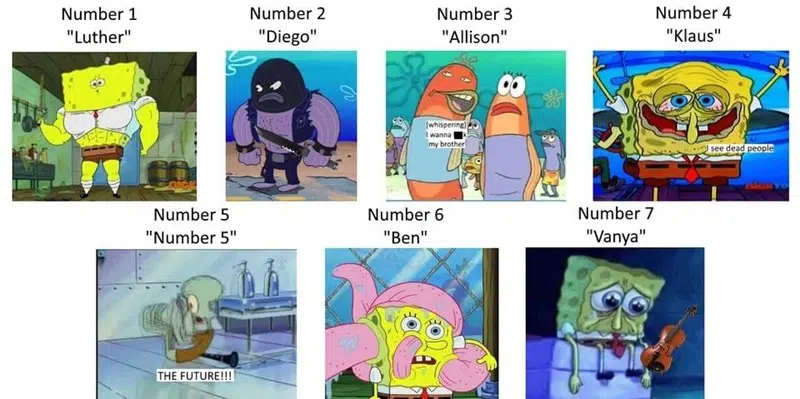 Number 1
"Luther"
Number 2
"Diego"
Number 3
"Allison"
Number 4
"Klaus"
[whispering]
I wanna
my brother
I see dead people
Number 5
"Number 5"
Number 6
"Ben"
Number 7
"Vanya"
THE FUTURE!!!